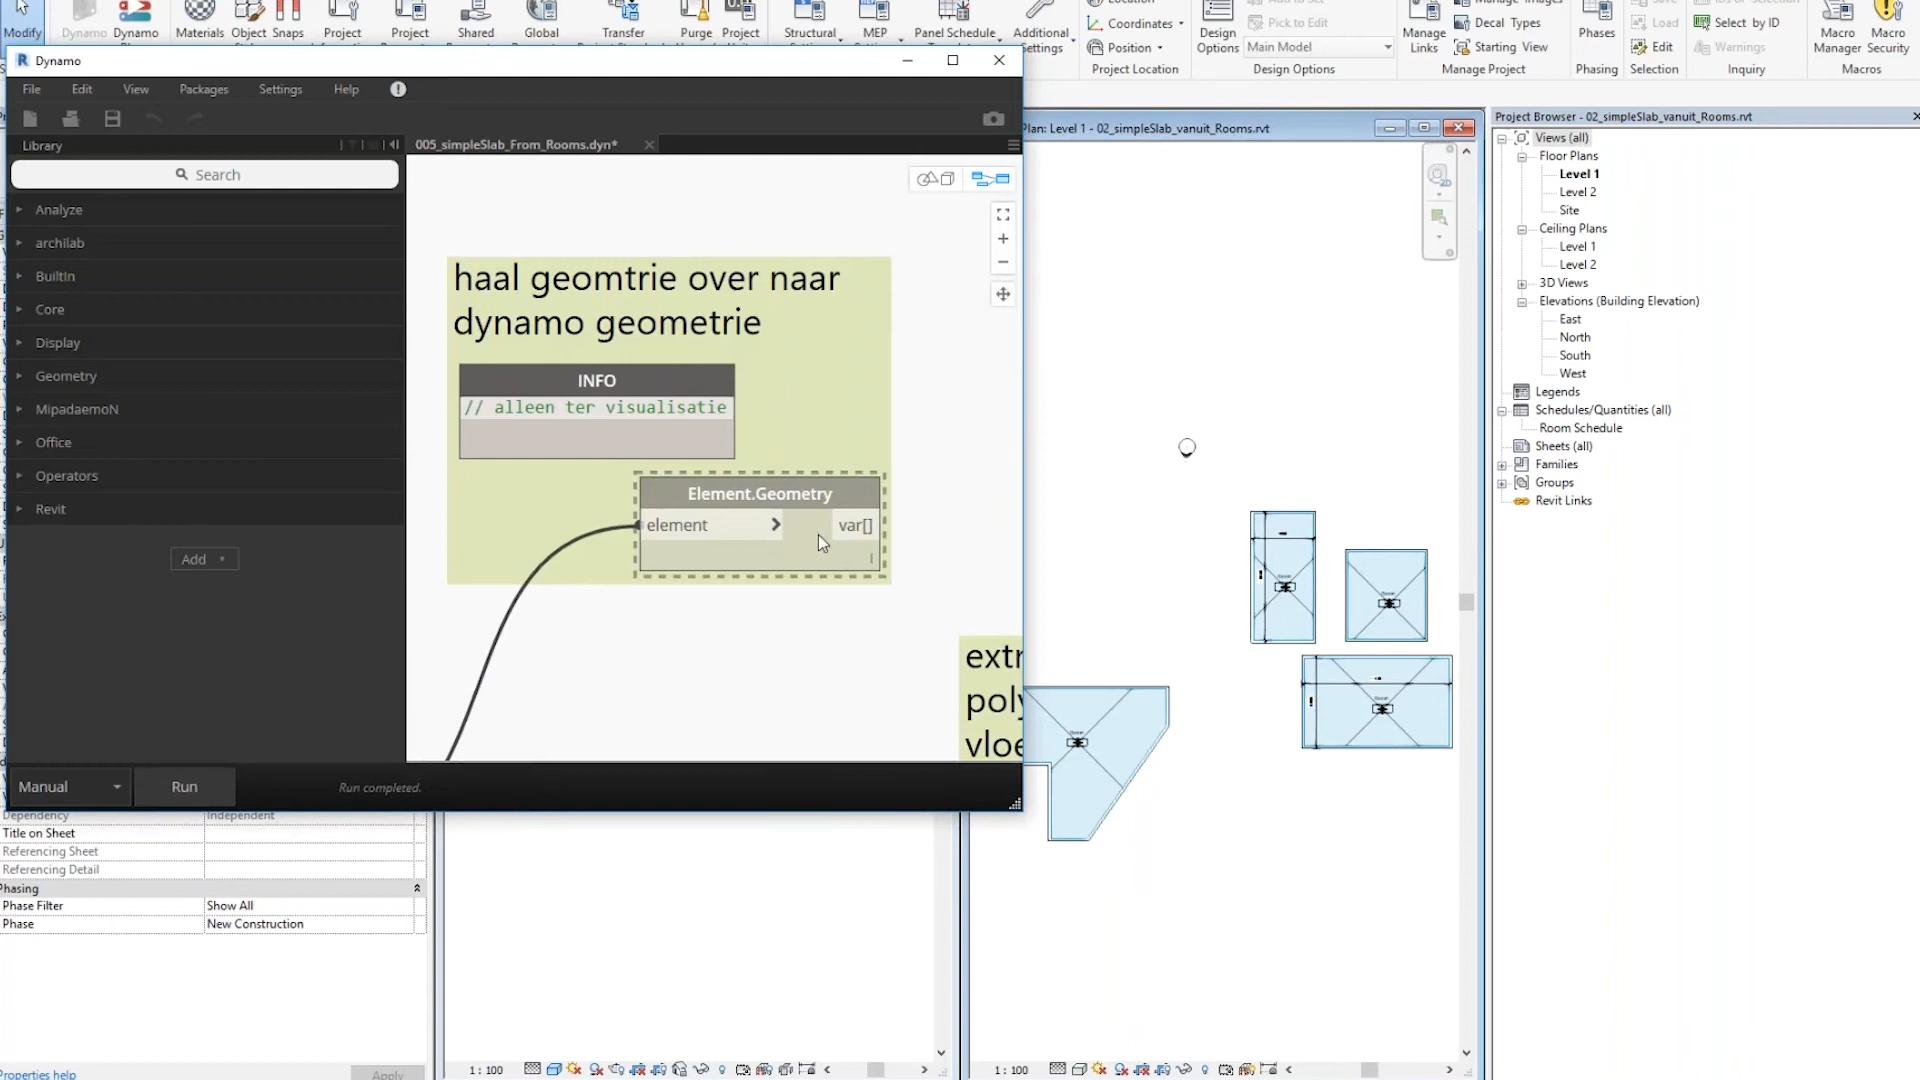 Modify
Dynamo
Dynamo
Materials
Object
Snaps
Project
Project
Shared
Global
Transfer
Purge
Project
Structural
MEP
Panel Schedule
Additional
Settings
Coordinates
Position
Project Location
Design
Options
Pick to Edit
Main Model
Design Options
Manage
Links
Decal Types
Starting View
Manage Project
Phases
Phasing
Load
Edit
Selection
Select by ID
Warnings
Inquiry
Macro
Manager
Macro
Security
Macros
Dynamo
File
Edit
View
Packages
Settings
Help
Library
005_simpleSlab_From_Rooms.dyn*
Search
Analyze
archilab
BuiltIn
Core
Display
Geometry
MipadaemoN
Office
Operators
Revit
Add
haal geomtrie over naar
dynamo geometrie
INFO
// alleen ter visualisatie
Element.Geometry
element
>
var[]
extr
poly
vloe
Manual
Run
Run completed.
Plan: Level 1 - 02_simpleSlab_vanuit_Rooms.rvt
Project Browser - 02_simpleSlab_vanuit_Rooms.rvt
Views (all)
Floor Plans
Level 1
Level 2
Site
Ceiling Plans
Level 1
Level 2
3D Views
Elevations (Building Elevation)
East
North
South
West
Legends
Schedules/Quantities (all)
Room Schedule
Sheets (all)
Families
Groups
Revit Links
Dependency
Independent
Title on Sheet
Referencing Sheet
Referencing Detail
Phasing
Phase Filter
Show All
Phase
New Construction
Properties help
Apply
1 : 100
1 : 100